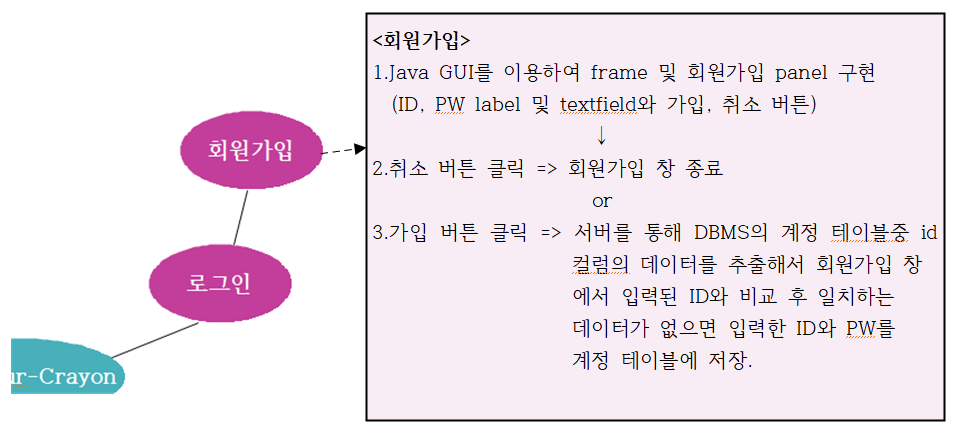 <회원가입>
1.Java GUI를 이용하여 frame 및 회원가입 panel 구현
(ID, PW label 및 textfield와 가입, 취소 버튼)
↓
2.취소 버튼 클릭 => 회원가입 창 종료
or
3.가입 버튼 클릭 => 서버를 통해 DBMS의 계정 테이블중 id
컬럼의 데이터를 추출해서 회원가입 창
에서 입력된 ID와 비교 후 일치하는
데이터가 없으면 입력한 ID와 PW를
계정 테이블에 저장.
회원가입
로그인
ur-Crayon